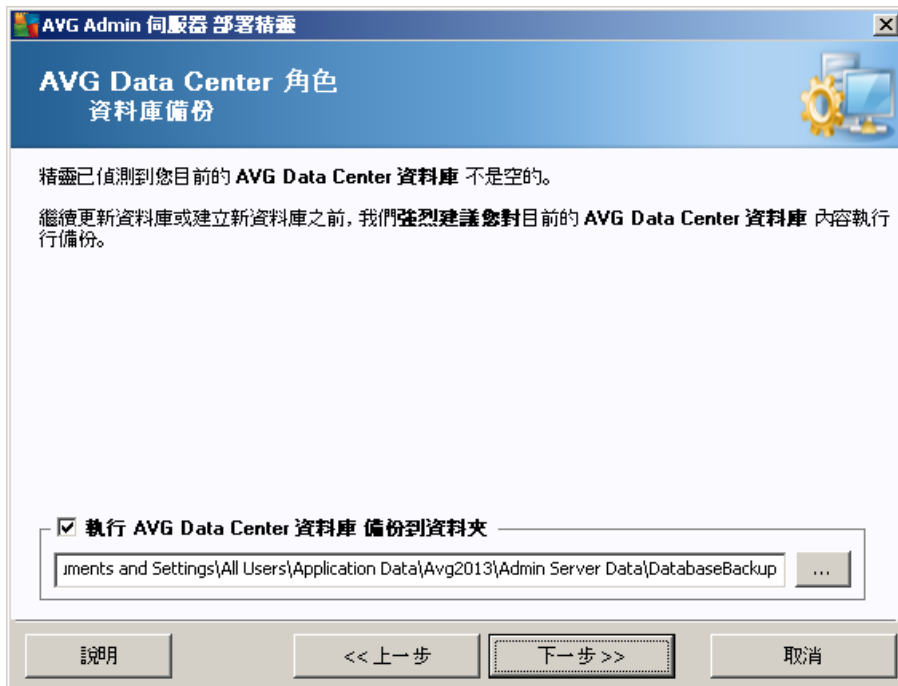 AVG Admin 伺服器 部署精靈
AVG Data Center 角色
資料庫備份
精靈已偵測到您目前的 AVG Data Center 資料庫 不是空的。
繼續更新資料庫或建立新資料庫之前, 我們強烈建議您對目前的 AVG Data Center 資料庫 內容執行
行備份。
執行 AVG Data Center 資料庫 備份到資料夾
uments and Settings\All Users\Application Data\Avg2013\Admin Server Data\DatabaseBackup
...
說明
<<上一步
下一步>>
取消